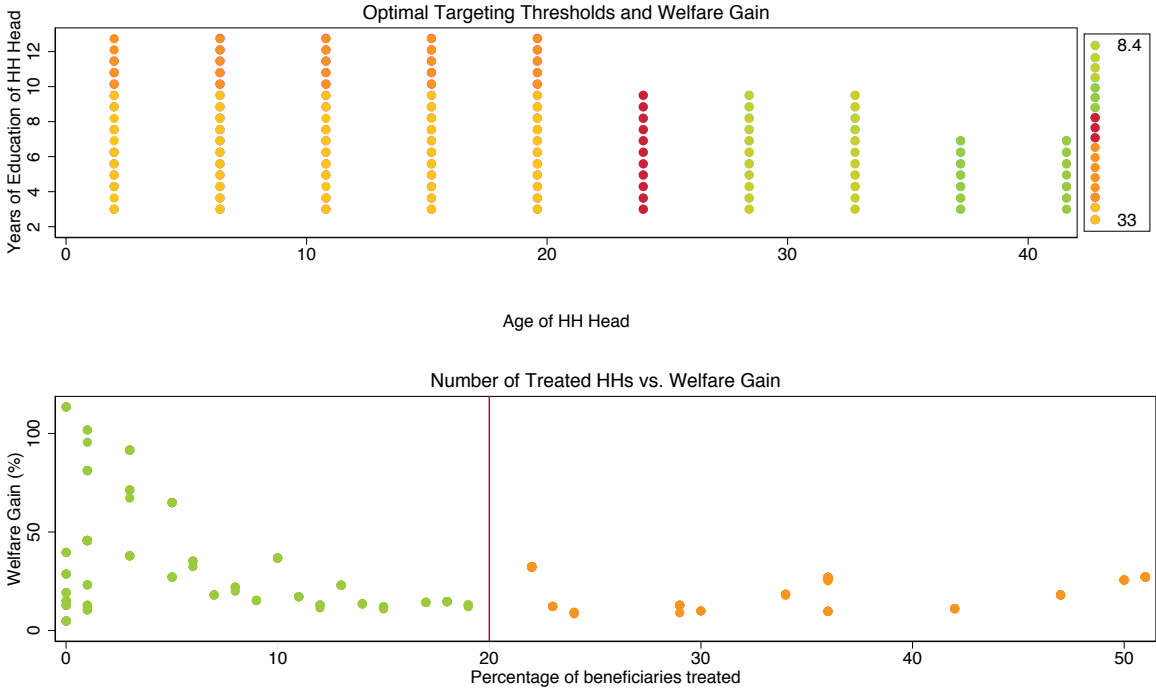 Optimal Targeting Thresholds and Welfare Gain
Years of Education of HH Head
12
10
8
6
4
2
0 10 20 30 40
Age of HH Head
8.4
33
Number of Treated HHs vs. Welfare Gain
Welfare Gain (%)
100
50
0
0 10 20 30 40 50
Percentage of beneficiaries treated